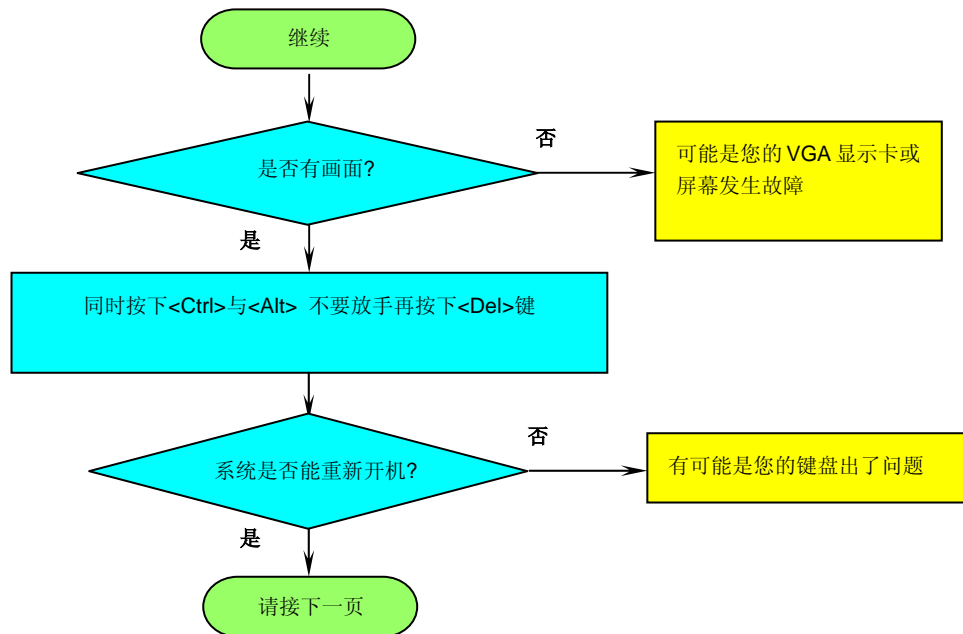 继续
是否有画面?
否
可能是您的 VGA 显示卡或
屏幕发生故障
是
同时按下<Ctrl>与<Alt> 不要放手再按下<Del>键
系统是否能重新开机?
否
有可能是您的键盘出了问题
是
请接下一页